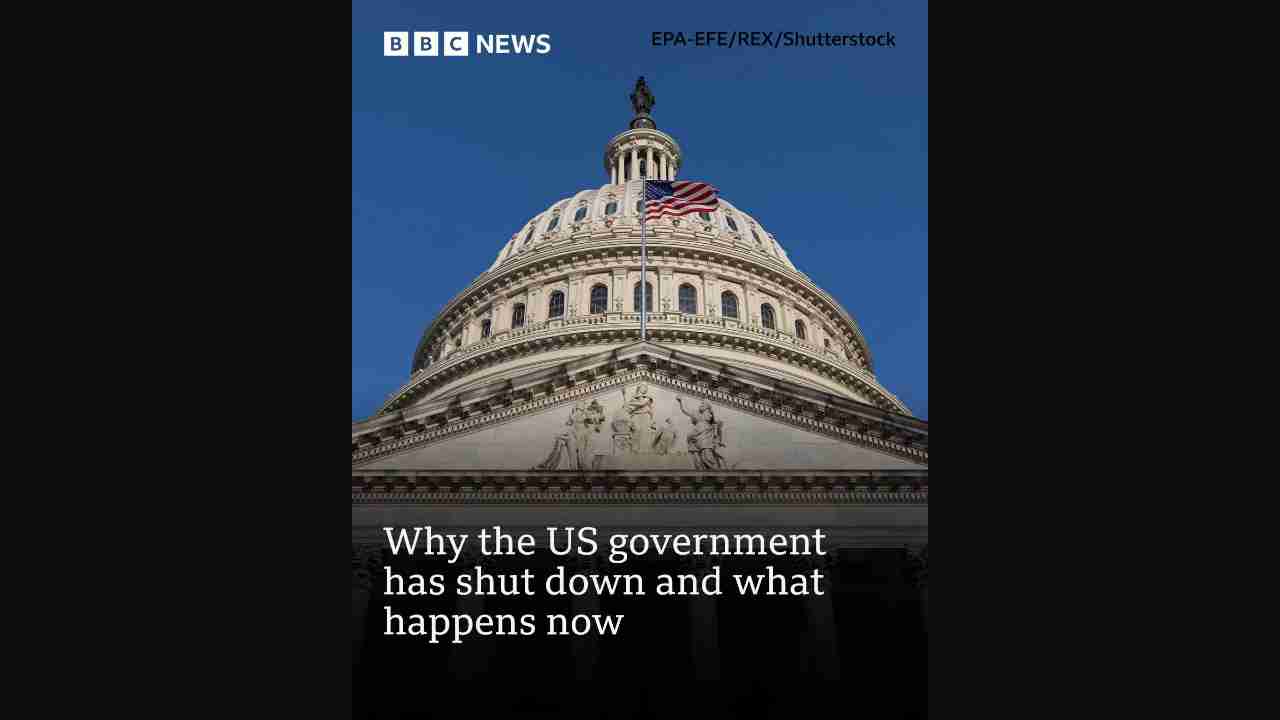 BBC NEWS
EPA-EFE/REX/Shutterstock
Why the US government
has shut down and what
happens now